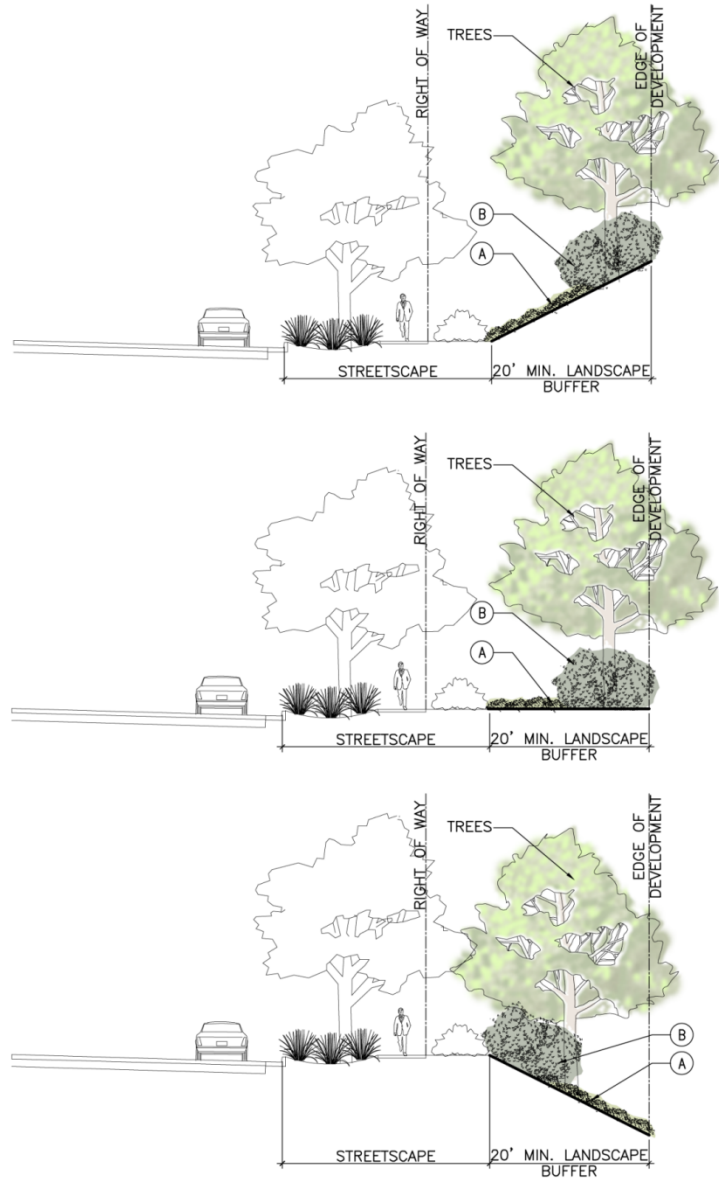 TREES
RIGHT OF WAY
EDGE OF
DEVELOPMENT
B
A
STREETSCAPE
20' MIN. LANDSCAPE
BUFFER
TREES
RIGHT OF WAY
EDGE OF
DEVELOPMENT
B
A
STREETSCAPE
20' MIN. LANDSCAPE
BUFFER
TREES
RIGHT OF WAY
EDGE OF
DEVELOPMENT
B
A
STREETSCAPE
20' MIN. LANDSCAPE
BUFFER